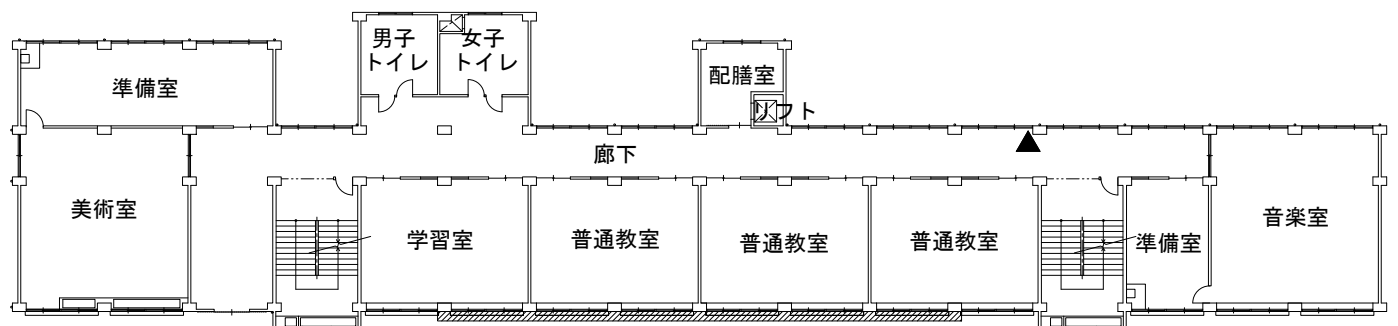 男子
トイレ
女子
トイレ
準備室
配膳室
リフト
廊下
美術室
学習室
普通教室
普通教室
普通教室
準備室
音楽室